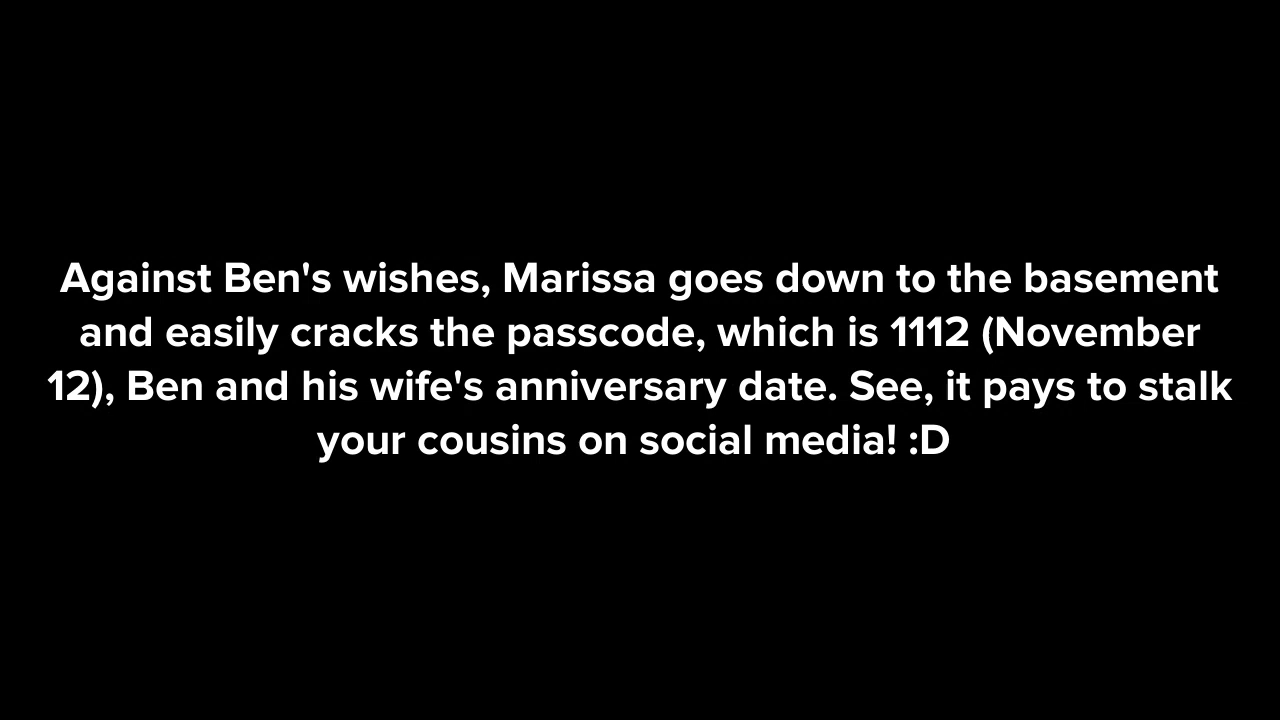 Against Ben's wishes, Marissa goes down to the basement
and easily cracks the passcode, which is 1112 (November
12), Ben and his wife's anniversary date. See, it pays to stalk
your cousins on social media! :D